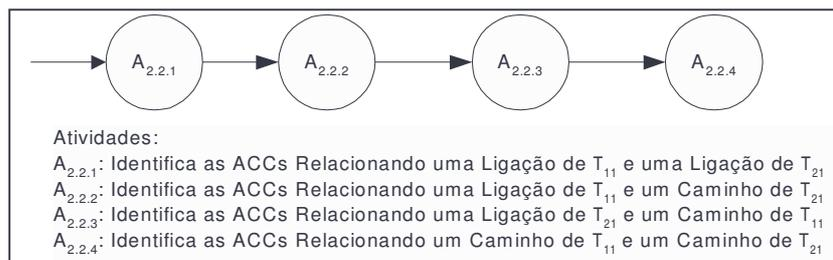 A2.2.1 A2.2.2 A2.2.3 A2.2.4
Atividades:
A2.2.1: Identifica as ACCs Relacionando uma Ligação de T11 e uma Ligação de T21
A2.2.2: Identifica as ACCs Relacionando uma Ligação de T11 e um Caminho de T21
A2.2.3: Identifica as ACCs Relacionando uma Ligação de T21 e um Caminho de T11
A2.2.4: Identifica as ACCs Relacionando um Caminho de T11 e um Caminho de T21